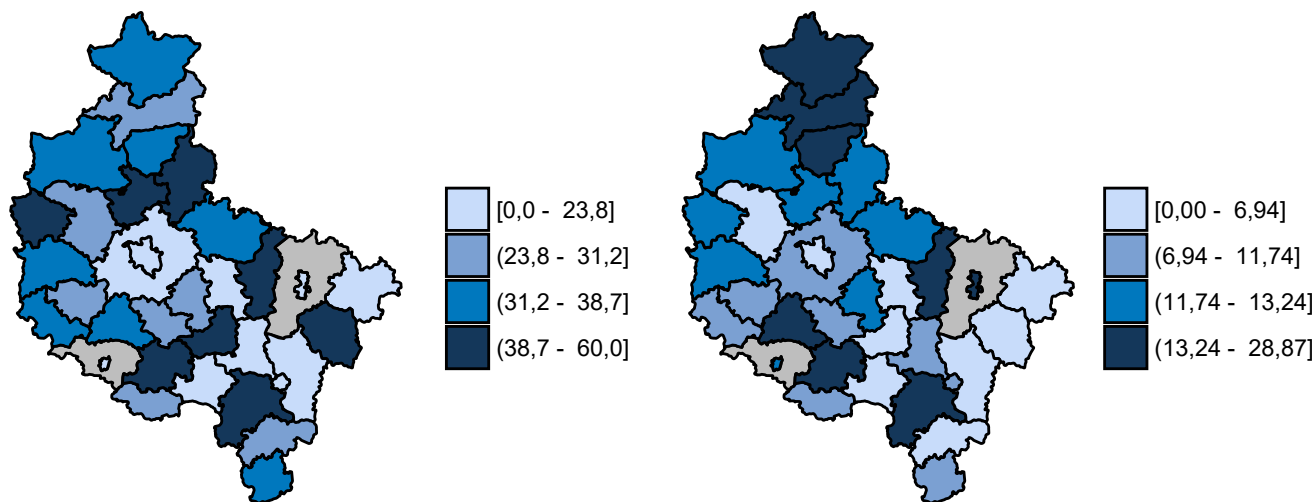 [0,0 - 23,8]
(23,8 - 31,2]
(31,2 - 38,7]
(38,7 - 60,0]
[0,00 - 6,94]
(6,94 - 11,74]
(11,74 - 13,24]
(13,24 - 28,87]